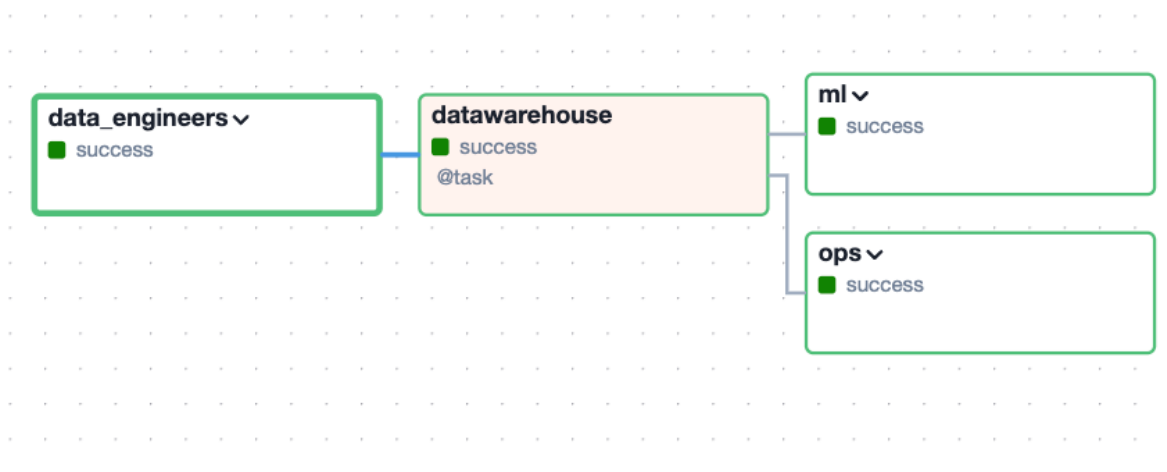 data_engineers
success
datawarehouse
success
@task
ml
success
ops
success